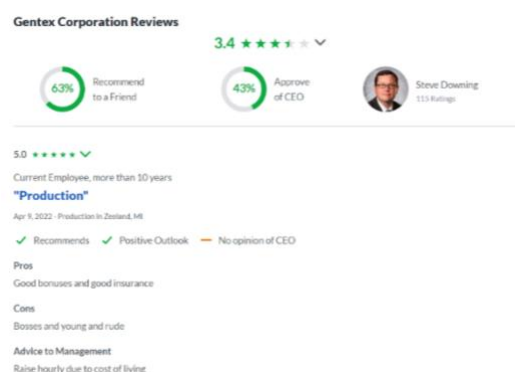 Gentex Corporation Reviews
3.4
63% Recommend to a Friend
43% Approve of CEO
Steve Downing
115 Ratings
5.0
Current Employee, more than 10 years
"Production"
Apr 9, 2022 - Production in Zeeland, MI
Recommends Positive Outlook No opinion of CEO
Pros
Good bonuses and good insurance
Cons
Bosses and young and rude
Advice to Management
Raise hourly due to cost of living